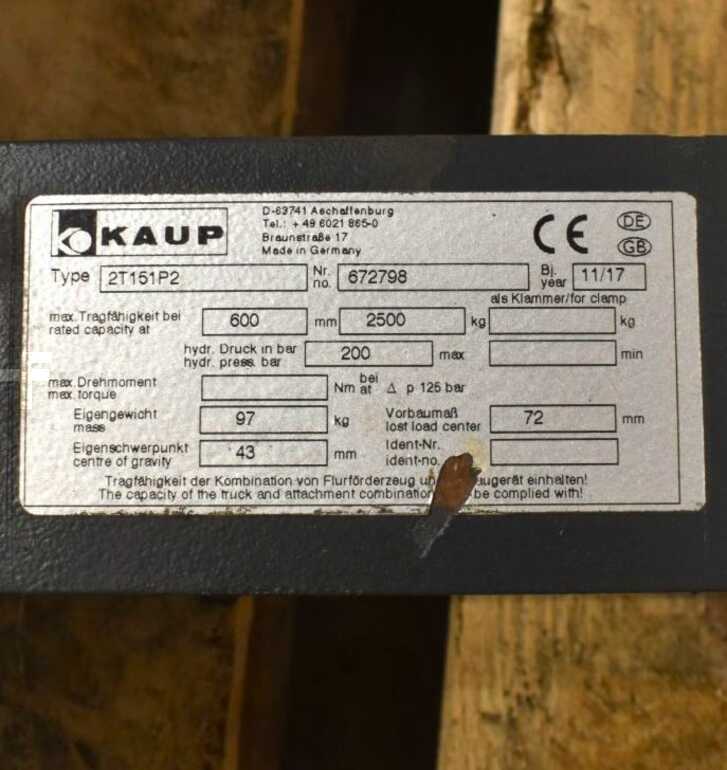 KAUP
D-63741 Aschaffenburg
Tel.: + 49 6021 865-0
Braunstraße 17
Made in Germany
CE
DE
GB
Type 2T151P2
Nr. no. 672798
Bj. year 11/17
als Klammer/for clamp
max. Tragfähigkeit bei
rated capacity at 600 mm 2500 kg kg
hydr. Druck in bar
hydr. press. bar 200 max min
max. Drehmoment
max. torque Nm bei at Δ p 125 bar
Eigengewicht
mass 97 kg
Vorbaumaß
lost load center 72 mm
Eigenschwerpunkt
centre of gravity 43 mm
Ident-Nr.
ident-no.
Tragfähigkeit der Kombination von Flurförderzeug einhalten!
The capacity of the truck and attachment be complied with!